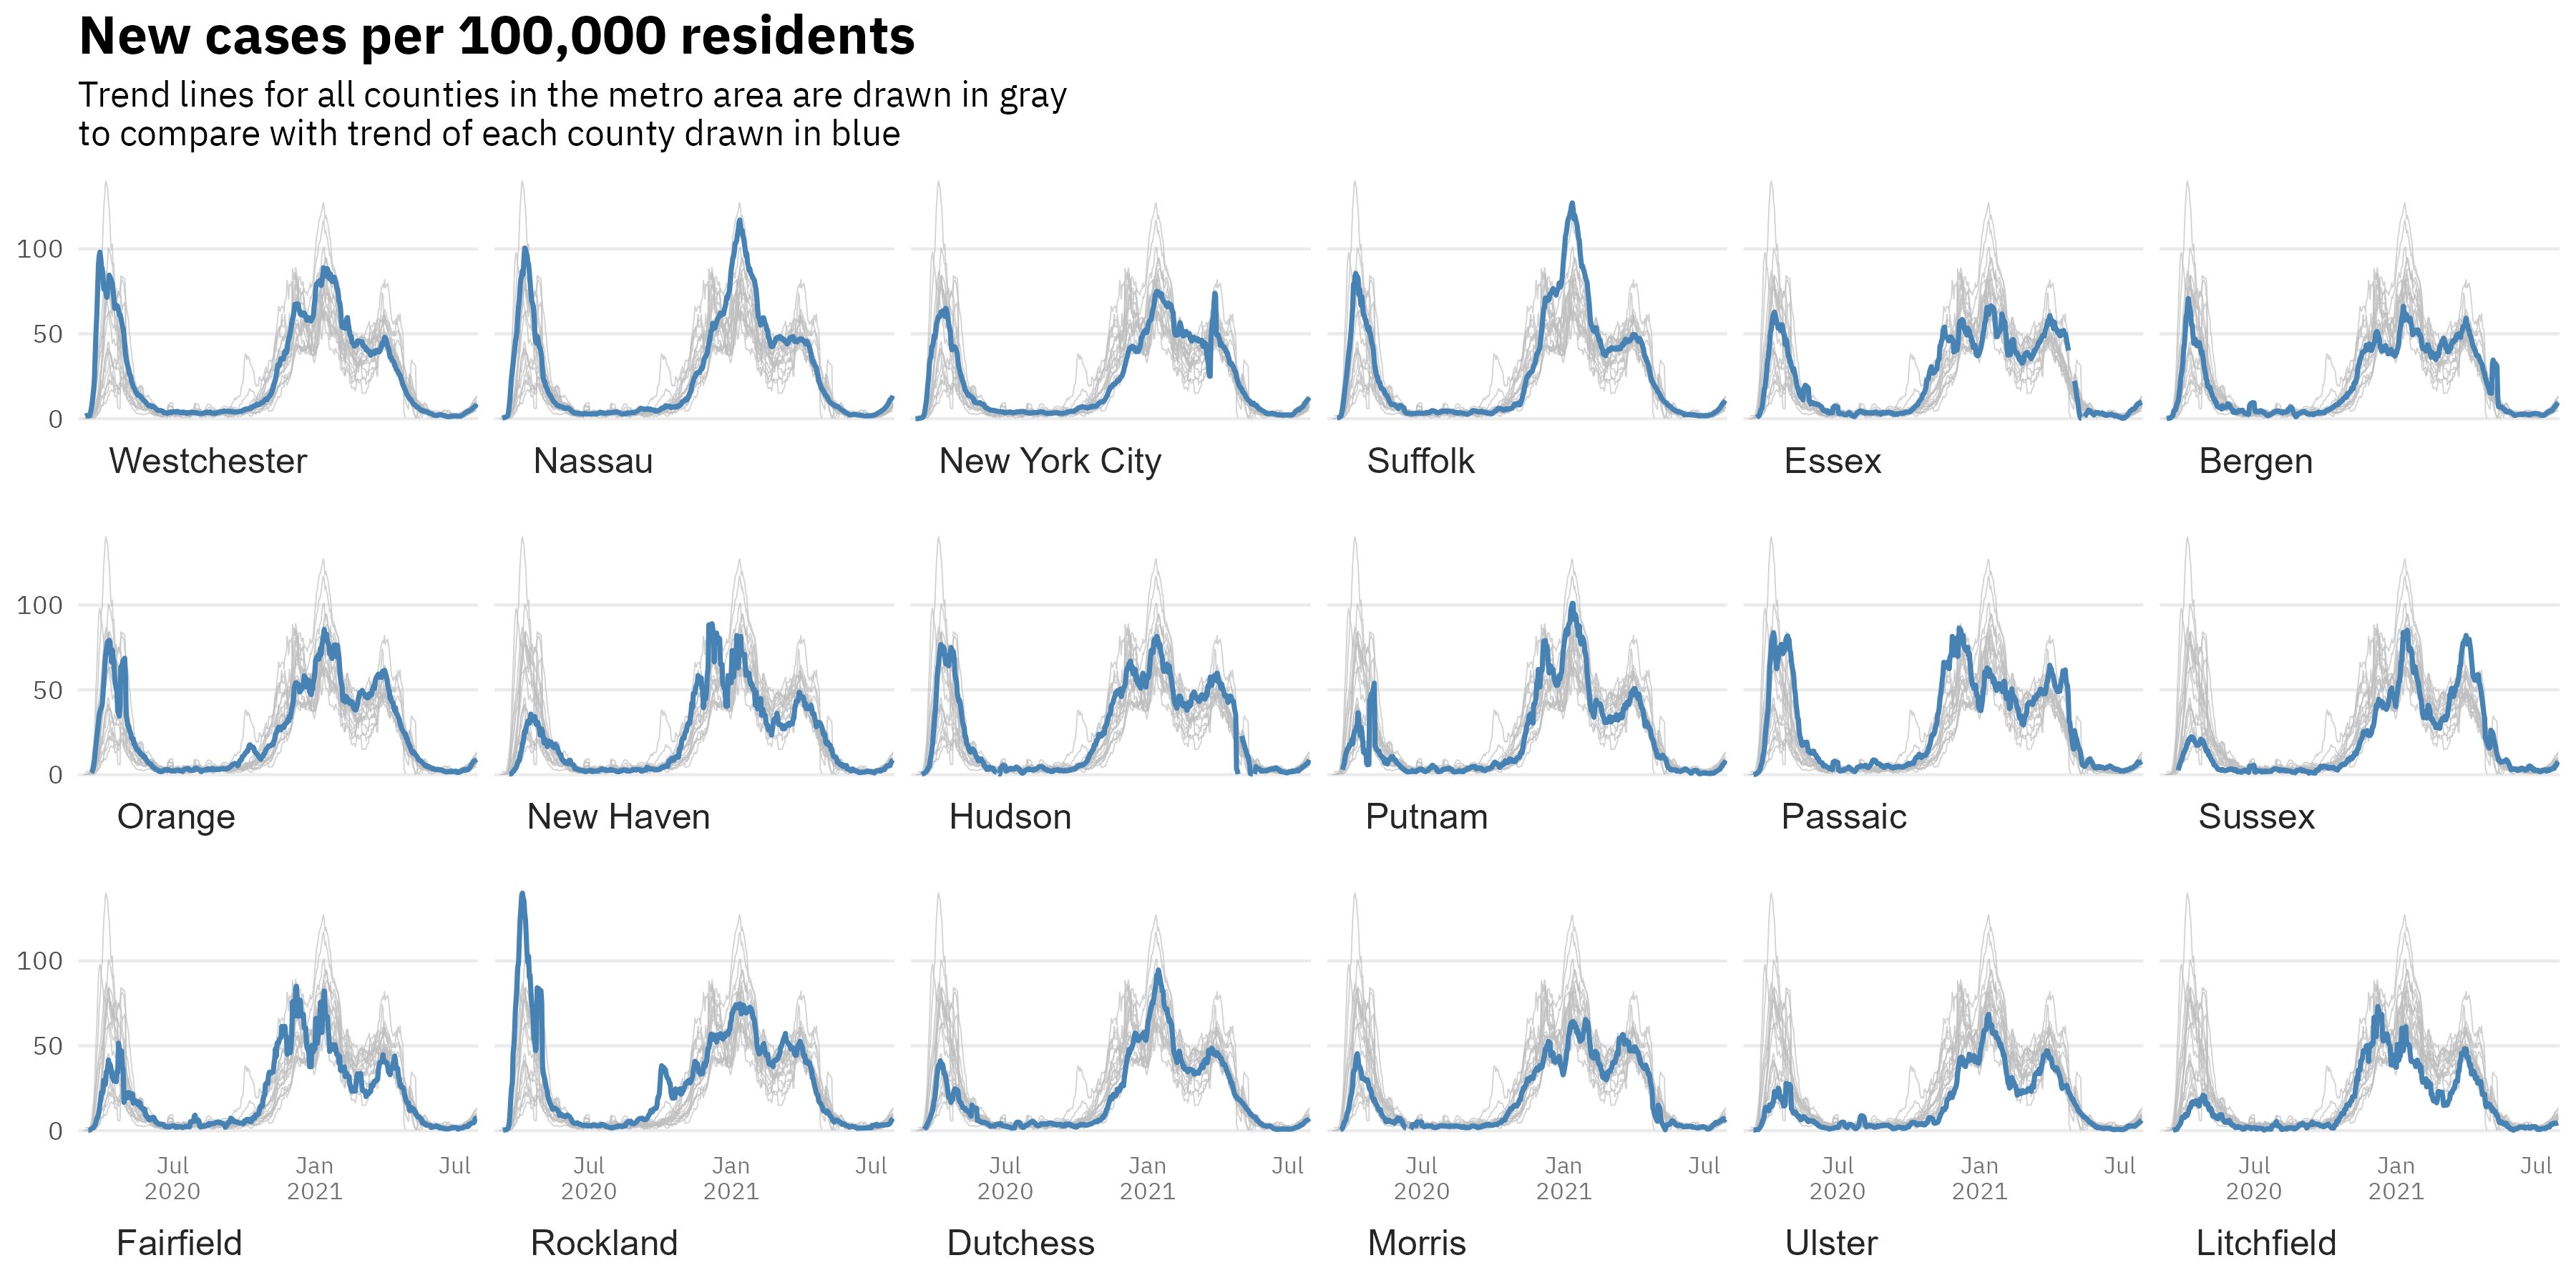 New cases per 100,000 residents
Trend lines for all counties in the metro area are drawn in gray
to compare with trend of each county drawn in blue
100
50
0
Westchester
Nassau
New York City
Suffolk
Essex
Bergen
100
50
0
Orange
New Haven
Hudson
Putnam
Passaic
Sussex
100
50
0
Jul
2020
Jan
2021
Jul
Jul
2020
Jan
2021
Jul
Jul
2020
Jan
2021
Jul
Jul
2020
Jan
2021
Jul
Jul
2020
Jan
2021
Jul
Jul
2020
Jan
2021
Jul
Fairfield
Rockland
Dutchess
Morris
Ulster
Litchfield